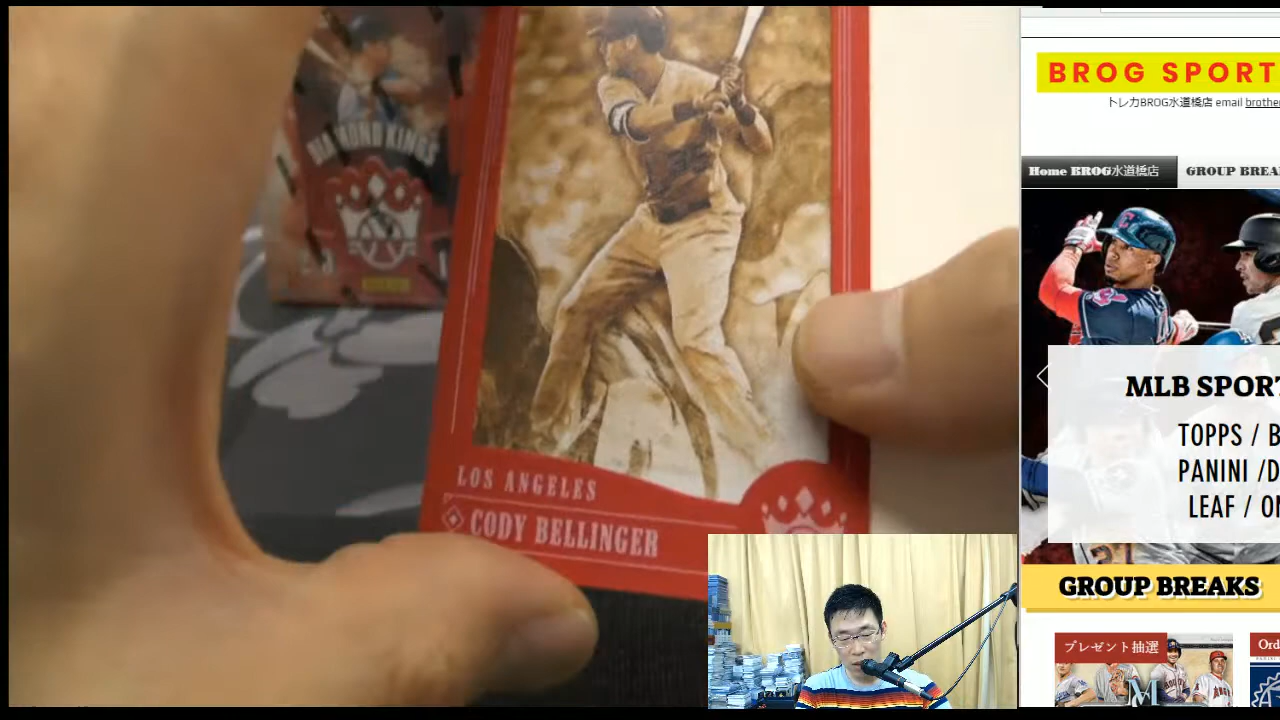 DIAMOND KINGS
LOS ANGELES
CODY BELLINGER
BROG SPORT
トレカBROG水道橋店 email brothe
Home BROG水道橋店
GROUP BREA
MLB SPORT
TOPPS / B
PANINI /D
LEAF / O
GROUP BREAKS
プレゼント抽選
Ord